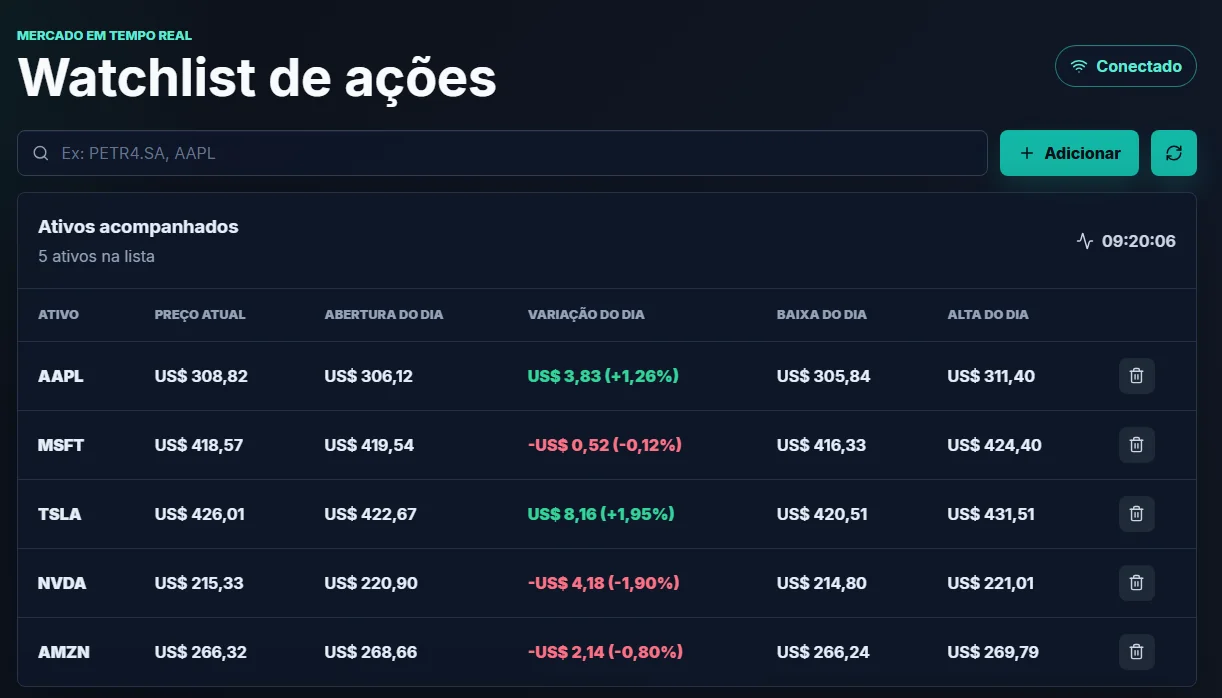 MERCADO EM TEMPO REAL
Watchlist de ações
Conectado
Ex: PETR4.SA, AAPL
Adicionar
Ativos acompanhados
5 ativos na lista
09:20:06
ATIVO PREÇO ATUAL ABERTURA DO DIA VARIAÇÃO DO DIA BAIXA DO DIA ALTA DO DIA
AAPL US$ 308,82 US$ 306,12 US$ 3,83 (+1,26%) US$ 305,84 US$ 311,40
MSFT US$ 418,57 US$ 419,54 -US$ 0,52 (-0,12%) US$ 416,33 US$ 424,40
TSLA US$ 426,01 US$ 422,67 US$ 8,16 (+1,95%) US$ 420,51 US$ 431,51
NVDA US$ 215,33 US$ 220,90 -US$ 4,18 (-1,90%) US$ 214,80 US$ 221,01
AMZN US$ 266,32 US$ 268,66 -US$ 2,14 (-0,80%) US$ 266,24 US$ 269,79